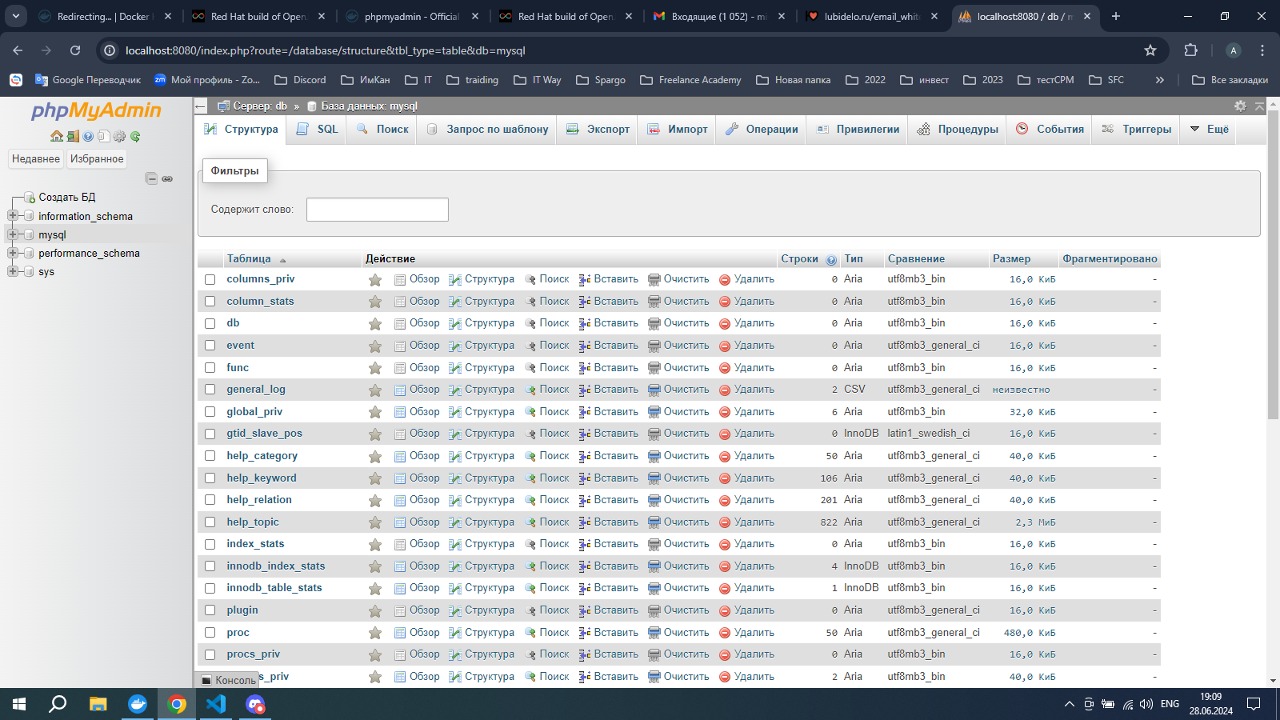 Redirecting... | Docker
Red Hat build of Open
phpmyadmin - Official
Red Hat build of Open
Входящие (1 052) - m
lubidelo.ru/email_white
localhost:8080 / db / m
localhost:8080/index.php?route=/database/structure&tbl_type=table&db=mysql
Google Переводчик Мой профиль - Zo... Discord ИмКан IT traiding IT Way Spargo Freelance Academy Новая папка 2022 инвест 2023 тестСРМ SFC » Все закладки
phpMyAdmin
Недавнее Избранное
Создать БД
information_schema
mysql
performance_schema
sys
Сервер: db » База данных: mysql
Структура SQL Поиск Запрос по шаблону Экспорт Импорт Операции Привилегии Процедуры События Триггеры Ещё
Фильтры
Содержит слово:
Таблица Действие Строки Тип Сравнение Размер Фрагментировано
columns_priv Обзор Структура Поиск Вставить Очистить Удалить 0 Aria utf8mb3_bin 16,0 КиБ -
column_stats Обзор Структура Поиск Вставить Очистить Удалить 0 Aria utf8mb3_bin 16,0 КиБ -
db Обзор Структура Поиск Вставить Очистить Удалить 0 Aria utf8mb3_bin 16,0 КиБ -
event Обзор Структура Поиск Вставить Очистить Удалить 0 Aria utf8mb3_general_ci 16,0 КиБ -
func Обзор Структура Поиск Вставить Очистить Удалить 0 Aria utf8mb3_bin 16,0 КиБ -
general_log Обзор Структура Поиск Вставить Очистить Удалить 2 CSV utf8mb3_general_ci неизвестно -
global_priv Обзор Структура Поиск Вставить Очистить Удалить 6 Aria utf8mb3_bin 32,0 КиБ -
gtid_slave_pos Обзор Структура Поиск Вставить Очистить Удалить 0 InnoDB latin1_swedish_ci 16,0 КиБ -
help_category Обзор Структура Поиск Вставить Очистить Удалить 50 Aria utf8mb3_general_ci 40,0 КиБ -
help_keyword Обзор Структура Поиск Вставить Очистить Удалить 106 Aria utf8mb3_general_ci 40,0 КиБ -
help_relation Обзор Структура Поиск Вставить Очистить Удалить 201 Aria utf8mb3_general_ci 40,0 КиБ -
help_topic Обзор Структура Поиск Вставить Очистить Удалить 822 Aria utf8mb3_general_ci 2,3 МиБ -
index_stats Обзор Структура Поиск Вставить Очистить Удалить 0 Aria utf8mb3_bin 16,0 КиБ -
innodb_index_stats Обзор Структура Поиск Вставить Очистить Удалить 4 InnoDB utf8mb3_bin 16,0 КиБ -
innodb_table_stats Обзор Структура Поиск Вставить Очистить Удалить 1 InnoDB utf8mb3_bin 16,0 КиБ -
plugin Обзор Структура Поиск Вставить Очистить Удалить 0 Aria utf8mb3_general_ci 16,0 КиБ -
proc Обзор Структура Поиск Вставить Очистить Удалить 50 Aria utf8mb3_general_ci 480,0 КиБ -
procs_priv Обзор Структура Поиск Вставить Очистить Удалить 0 Aria utf8mb3_bin 16,0 КиБ -
s_priv Обзор Структура Поиск Вставить Очистить Удалить 2 Aria utf8mb3_bin 40,0 КиБ -
Консоль
ENG
19:09
28.06.2024